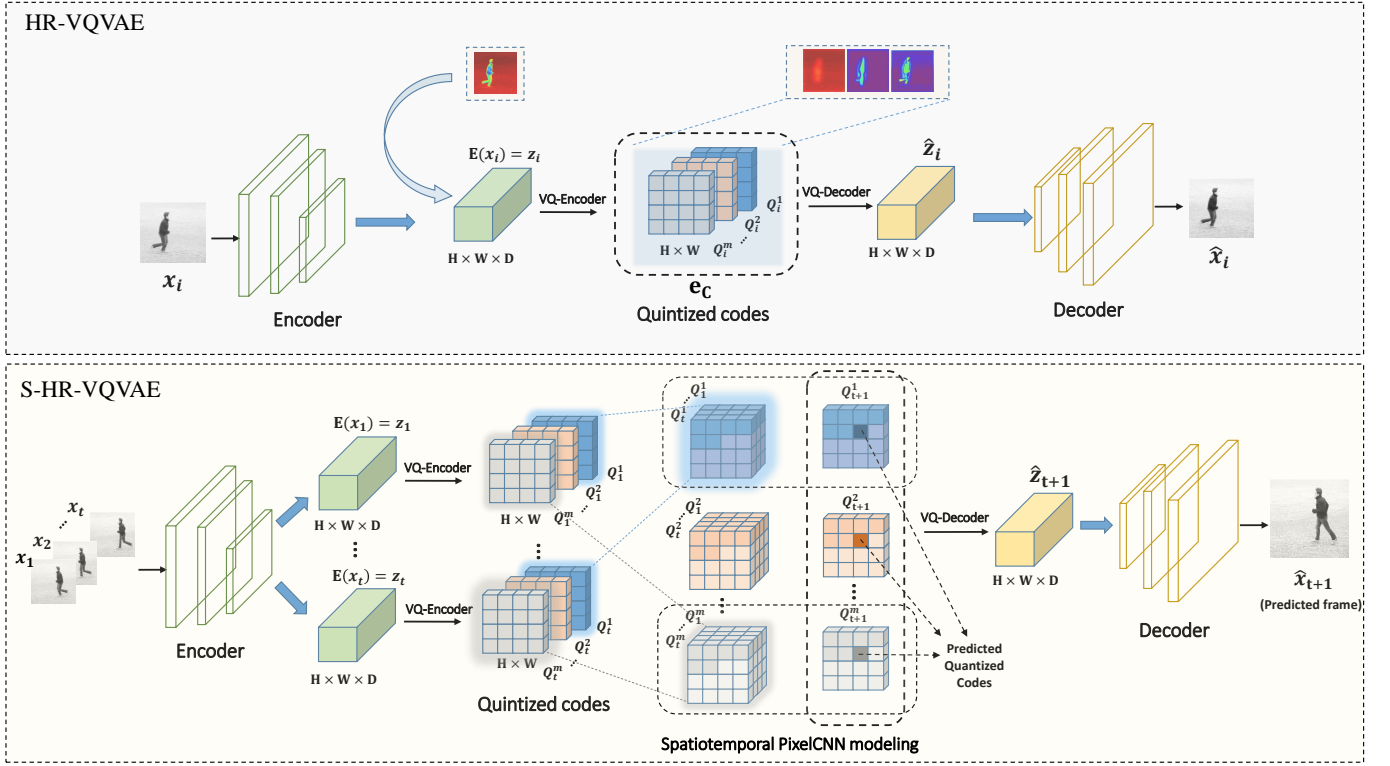 HR-VQVAE
E(x_i) = z_i
VQ-Encoder
H × W × D
x_i
Encoder
Q_i^1
Q_i^2
...
Q_i^m
H × W
e_C
Quintized codes
VQ-Decoder
ẑ_i
H × W × D
Decoder
x̂_i
S-HR-VQVAE
x_1
x_2
...
x_t
Encoder
E(x_1) = z_1
H × W × D
...
E(x_t) = z_t
H × W × D
VQ-Encoder
VQ-Encoder
Q_1^1
Q_1^2
...
Q_1^m
H × W
...
Q_t^1
Q_t^2
...
Q_t^m
H × W
Quintized codes
Q_1^1
...
Q_t^1
Q_1^2
...
Q_t^2
...
Q_1^m
...
Q_t^m
Q_{t+1}^1
Q_{t+1}^2
...
Q_{t+1}^m
Spatiotemporal PixelCNN modeling
Predicted
Quantized
Codes
VQ-Decoder
ẑ_{t+1}
H × W × D
Decoder
x̂_{t+1}
(Predicted frame)